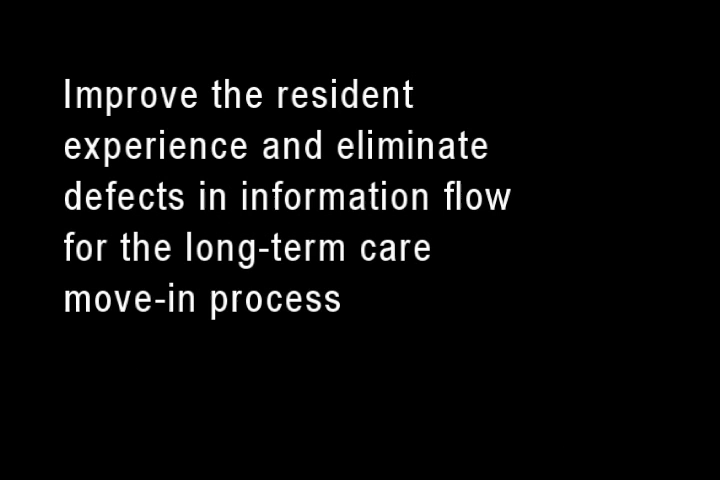 Improve the resident
experience and eliminate
defects in information flow
for the long-term care
move-in process